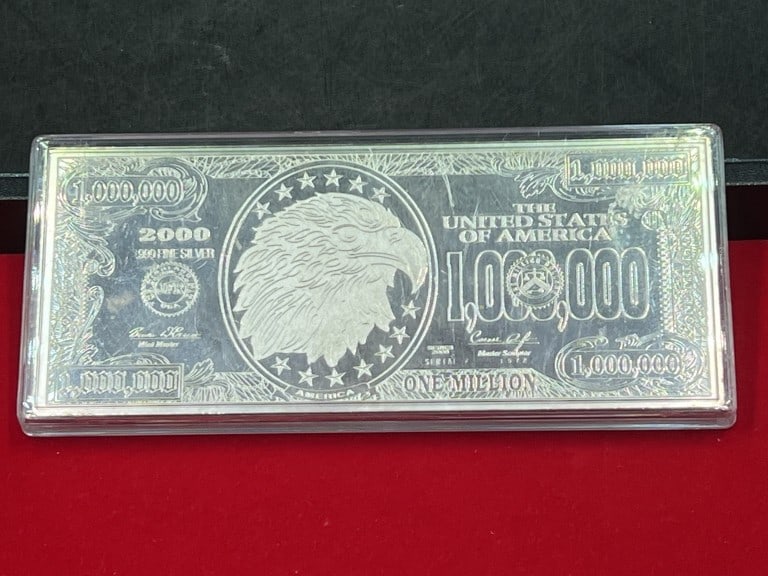 1,000,000
1,000,000
2000
.999 FINE SILVER
THE
UNITED STATES
OF AMERICA
1,000,000
Mint Master
Master Sculptor
SERIAL
1,000,000
1,000,000
ONE MILLION
AMERICA